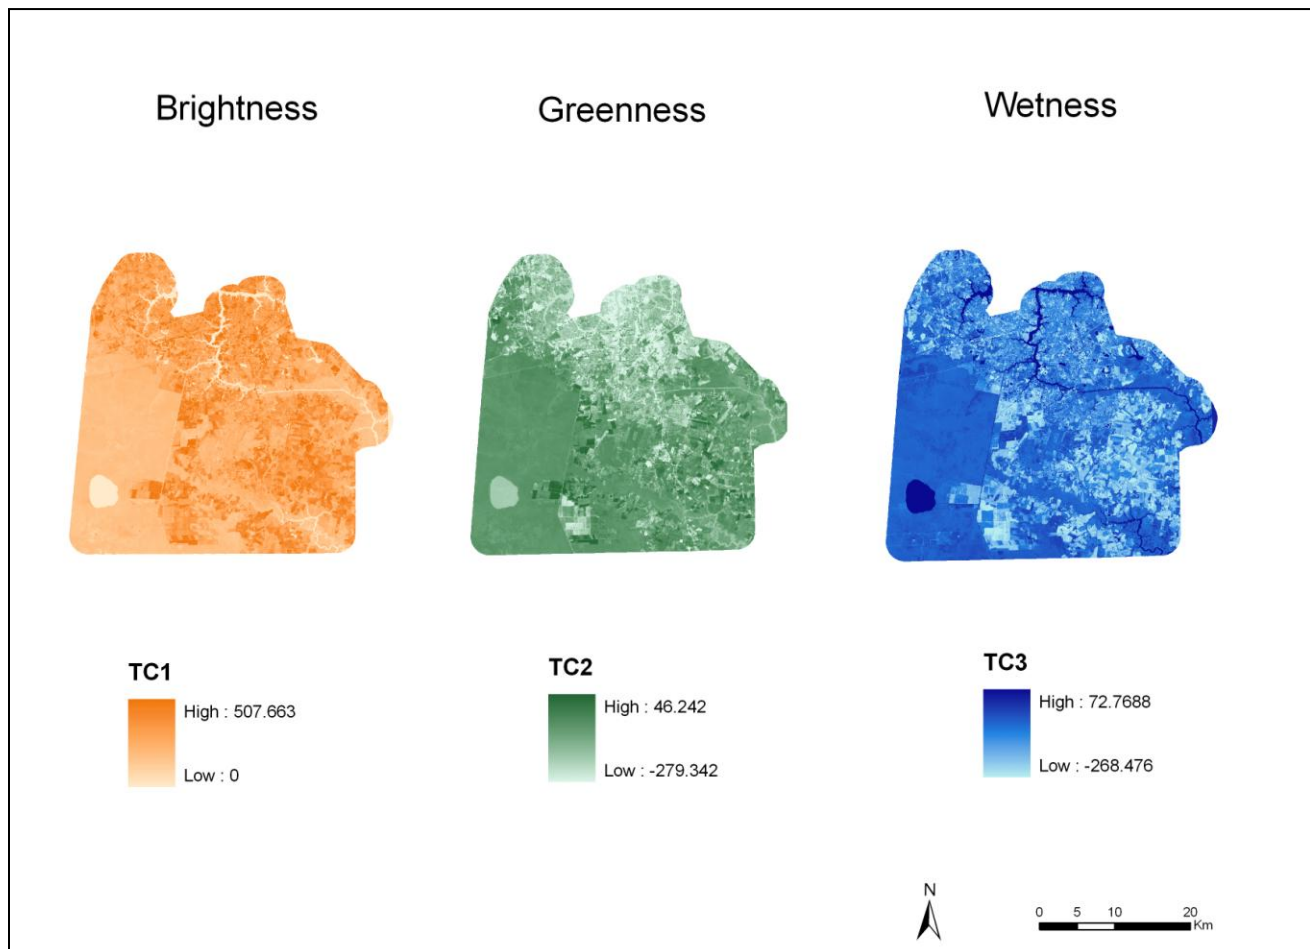 Brightness
Greenness
Wetness
TC1
High : 507.663
Low : 0
TC2
High : 46.242
Low : -279.342
TC3
High : 72.7688
Low : -268.476
N
0 5 10 20
Km